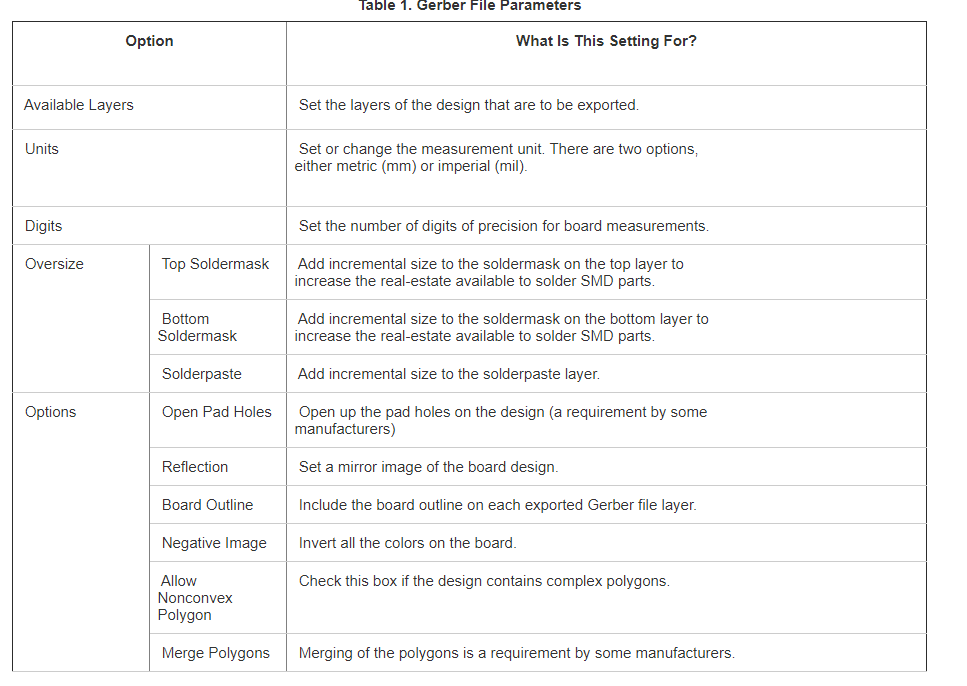 Table 1. Gerber File Parameters
Option
What Is This Setting For?
Available Layers
Set the layers of the design that are to be exported.
Units
Set or change the measurement unit. There are two options,
either metric (mm) or imperial (mil).
Digits
Set the number of digits of precision for board measurements.
Oversize
Top Soldermask
Add incremental size to the soldermask on the top layer to
increase the real-estate available to solder SMD parts.
Bottom
Soldermask
Add incremental size to the soldermask on the bottom layer to
increase the real-estate available to solder SMD parts.
Solderpaste
Add incremental size to the solderpaste layer.
Options
Open Pad Holes
Open up the pad holes on the design (a requirement by some
manufacturers)
Reflection
Set a mirror image of the board design.
Board Outline
Include the board outline on each exported Gerber file layer.
Negative Image
Invert all the colors on the board.
Allow
Nonconvex
Polygon
Check this box if the design contains complex polygons.
Merge Polygons
Merging of the polygons is a requirement by some manufacturers.